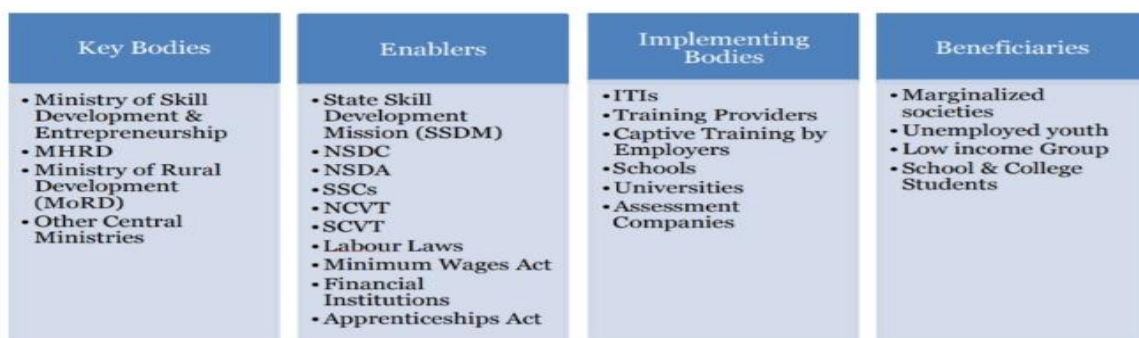 Key Bodies
• Ministry of Skill
Development &
Entrepreneurship
• MHRD
• Ministry of Rural
Development
(MoRD)
• Other Central
Ministries
Enablers
• State Skill
Development
Mission (SSDM)
• NSDC
• NSDA
• SSCs
• NCVT
• SCVT
• Labour Laws
• Minimum Wages Act
• Financial
Institutions
• Apprenticeships Act
Implementing
Bodies
• ITIs
• Training Providers
• Captive Training by
Employers
• Schools
• Universities
• Assessment
Companies
Beneficiaries
• Marginalized
societies
• Unemployed youth
• Low income Group
• School & College
Students